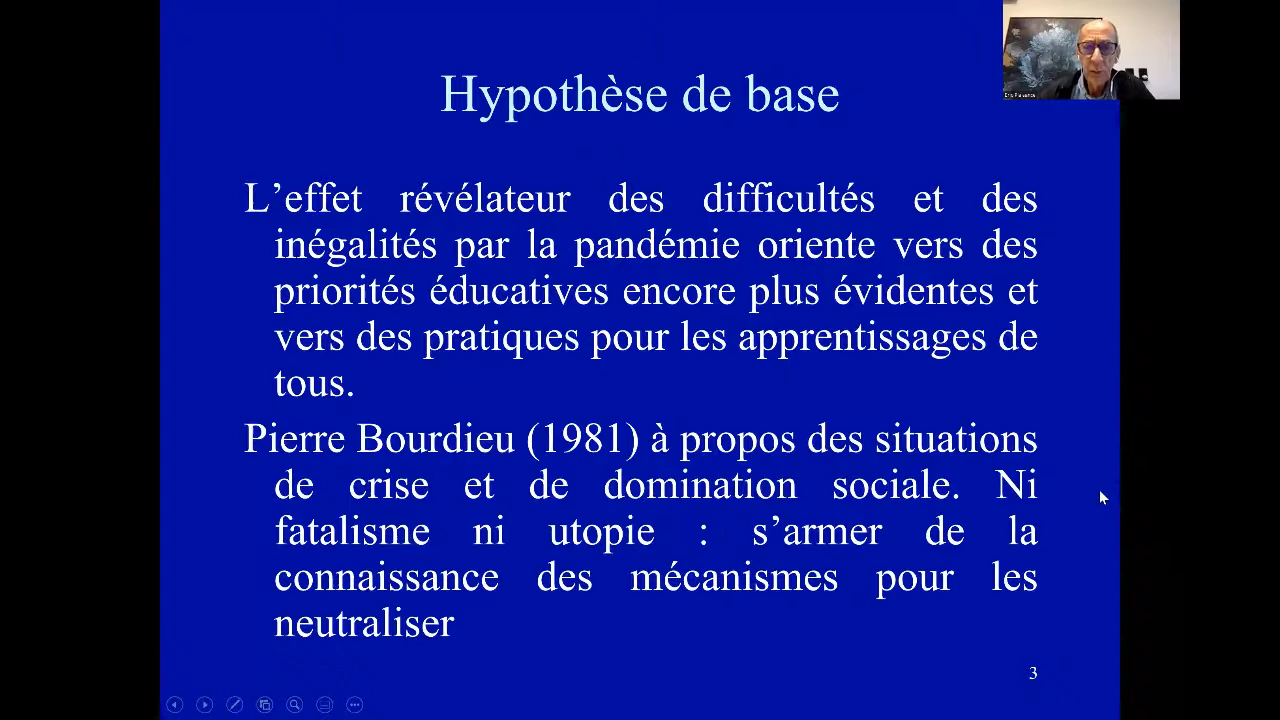 Hypothèse de base
L’effet révélateur des difficultés et des
inégalités par la pandémie oriente vers des
priorités éducatives encore plus évidentes et
vers des pratiques pour les apprentissages de
tous.
Pierre Bourdieu (1981) à propos des situations
de crise et de domination sociale. Ni
fatalisme ni utopie : s’armer de la
connaissance des mécanismes pour les
neutraliser
3